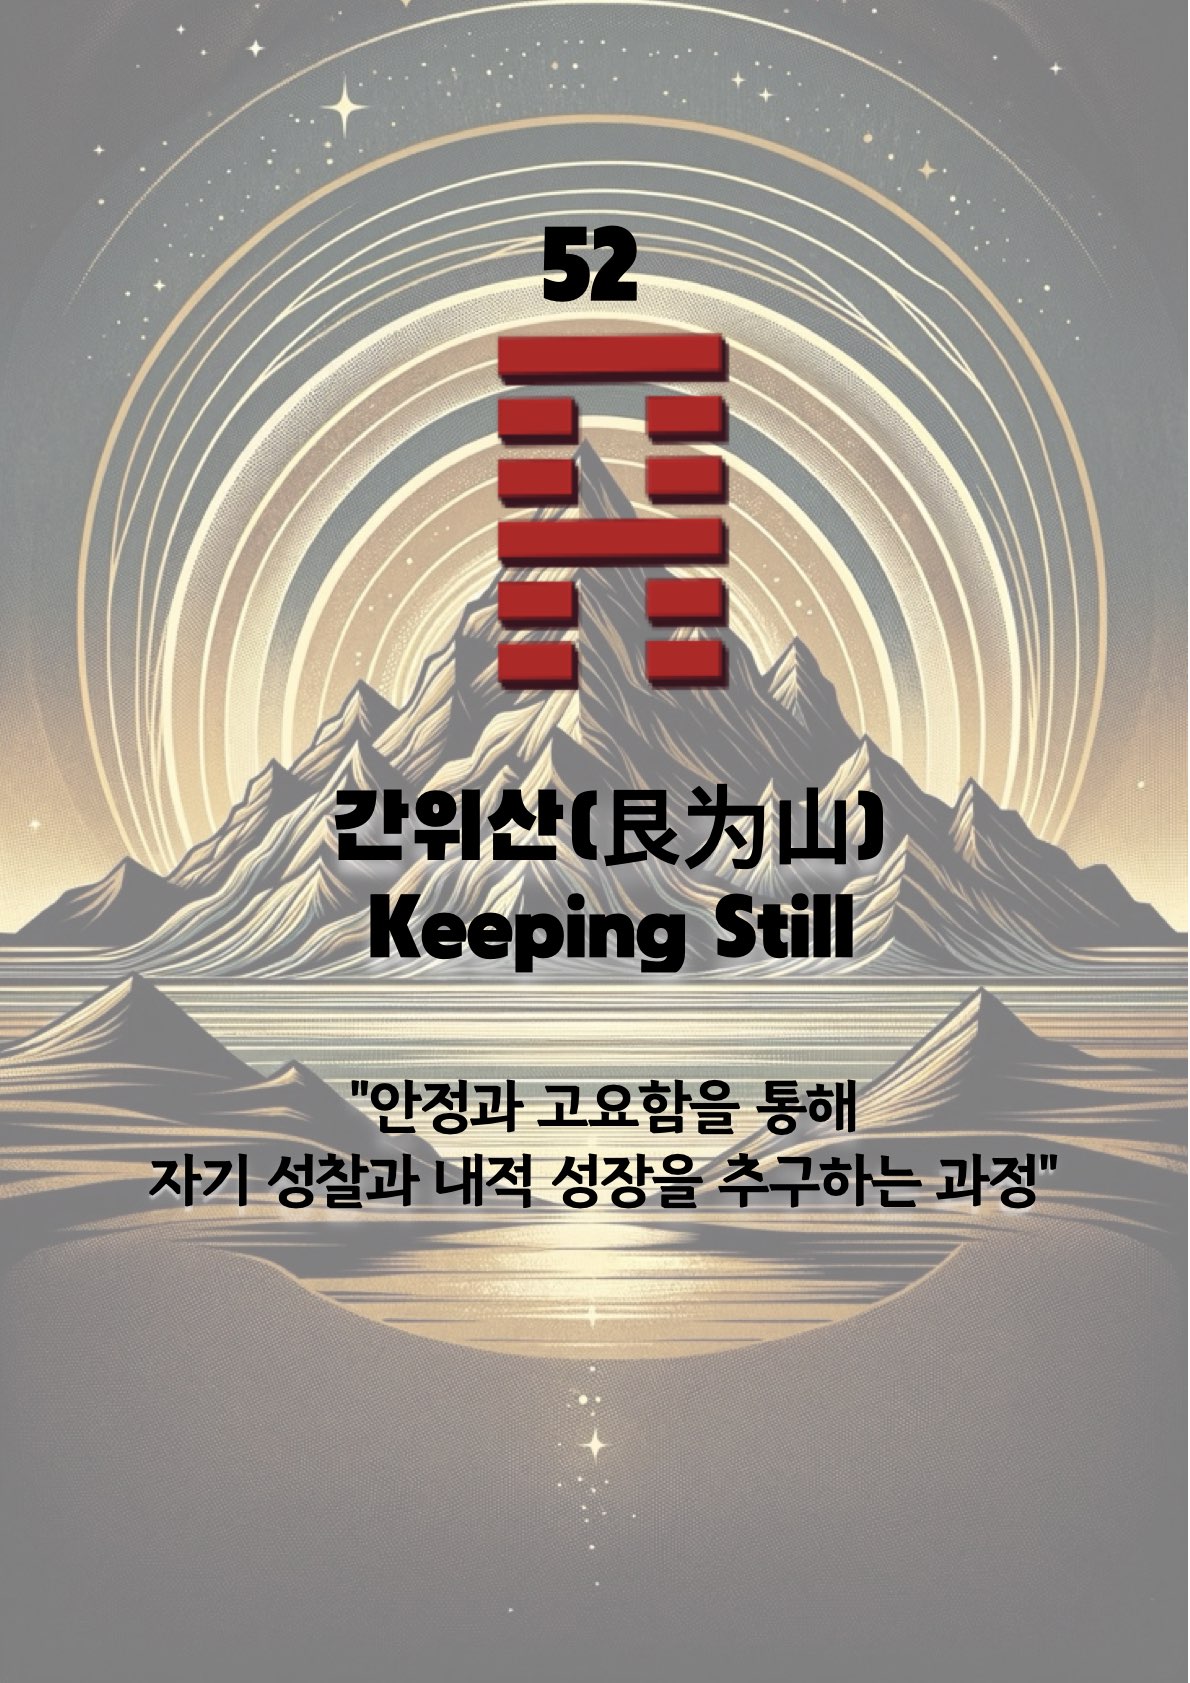 52
간위산(艮为山)
Keeping Still
"안정과 고요함을 통해
자기 성찰과 내적 성장을 추구하는 과정"